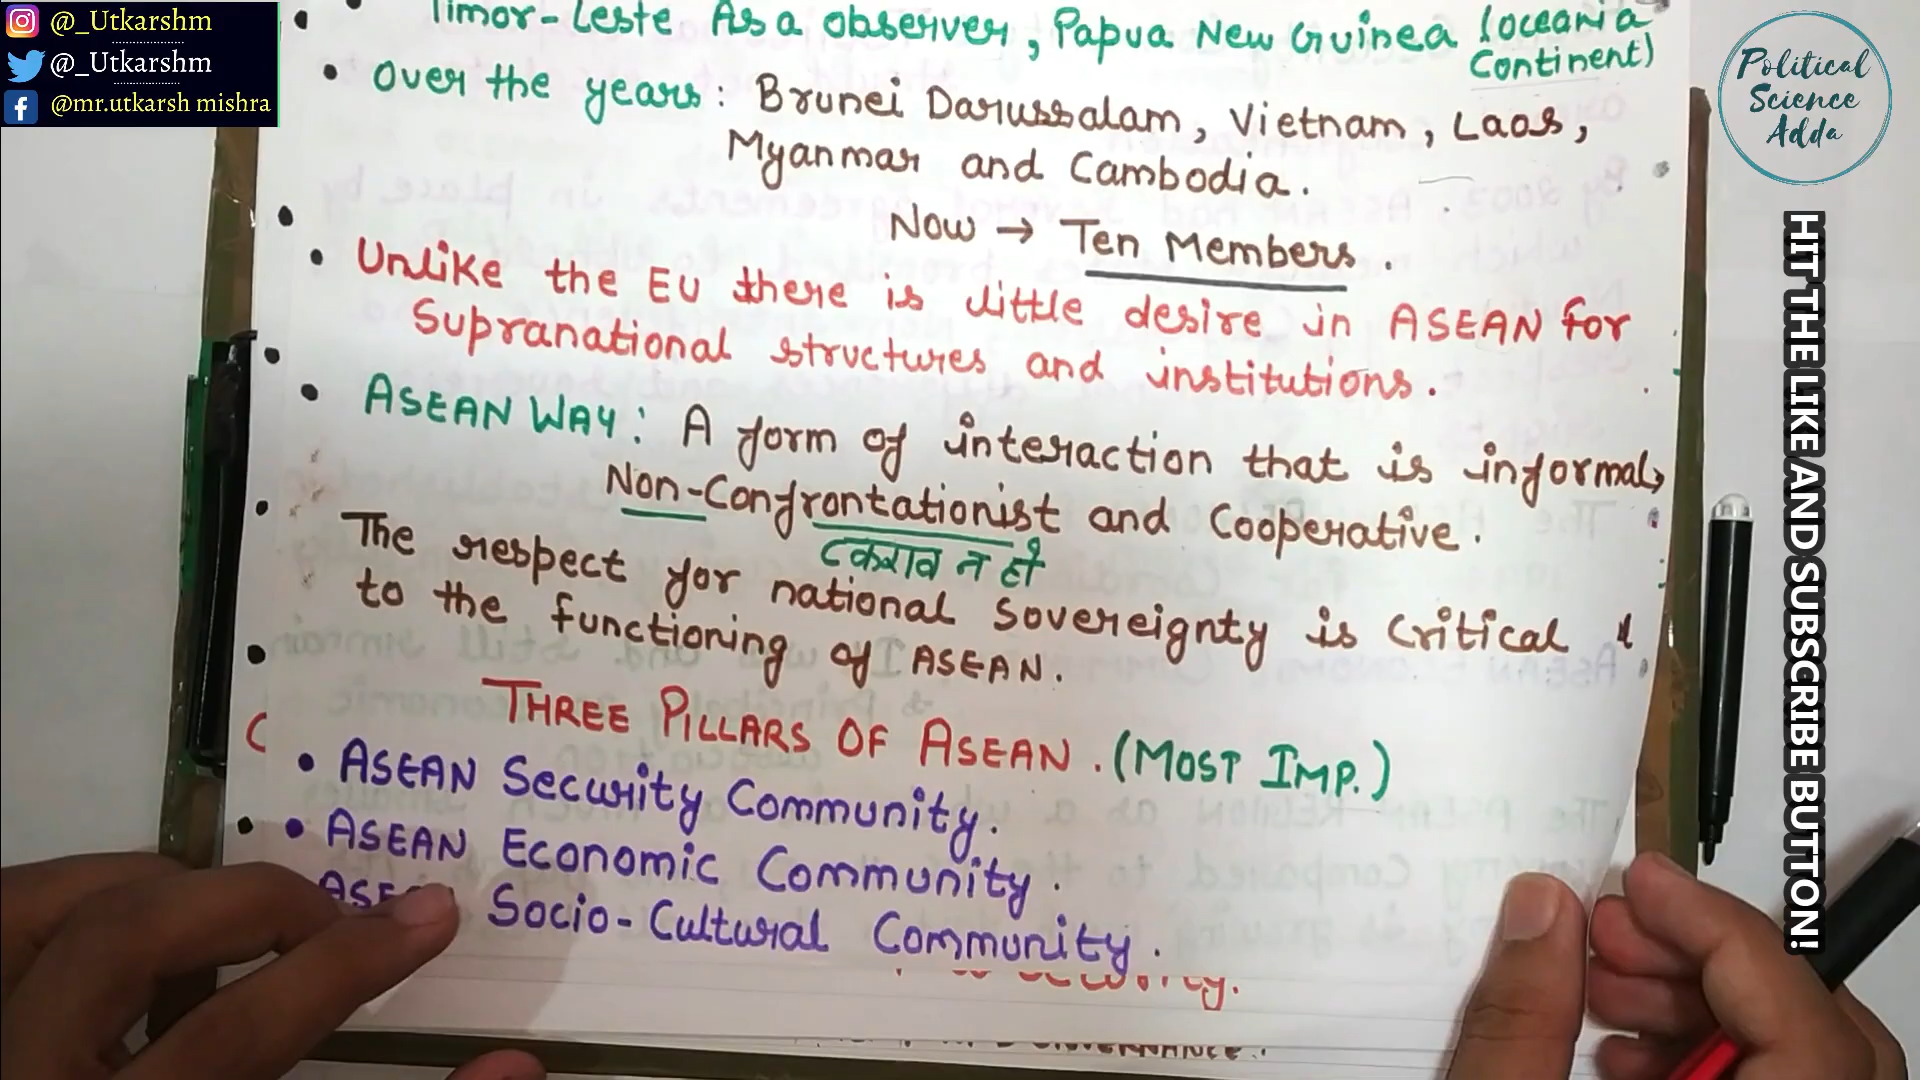 @_Utkarshm
@_Utkarshm
@mr.utkarsh mishra
Political
Science
Adda
HIT THE LIKE AND SUBSCRIBE BUTTON!
Timor-Leste As a observer, Papua New Guinea (oceania
Continent)
Over the years: Brunei Darussalam, Vietnam, Laos,
Myanmar and Cambodia.
Now → Ten Members.
Unlike the EU there is little desire in ASEAN for
Supranational structures and institutions.
ASEAN WAY: A form of interaction that is informal,
Non-Confrontationist and Cooperative.
टकराव न हो
The respect for national sovereignty is critical
to the functioning of ASEAN.
THREE PILLARS OF ASEAN. (MOST IMP.)
ASEAN Security Community.
ASEAN Economic Community.
ASEAN Socio-Cultural Community.